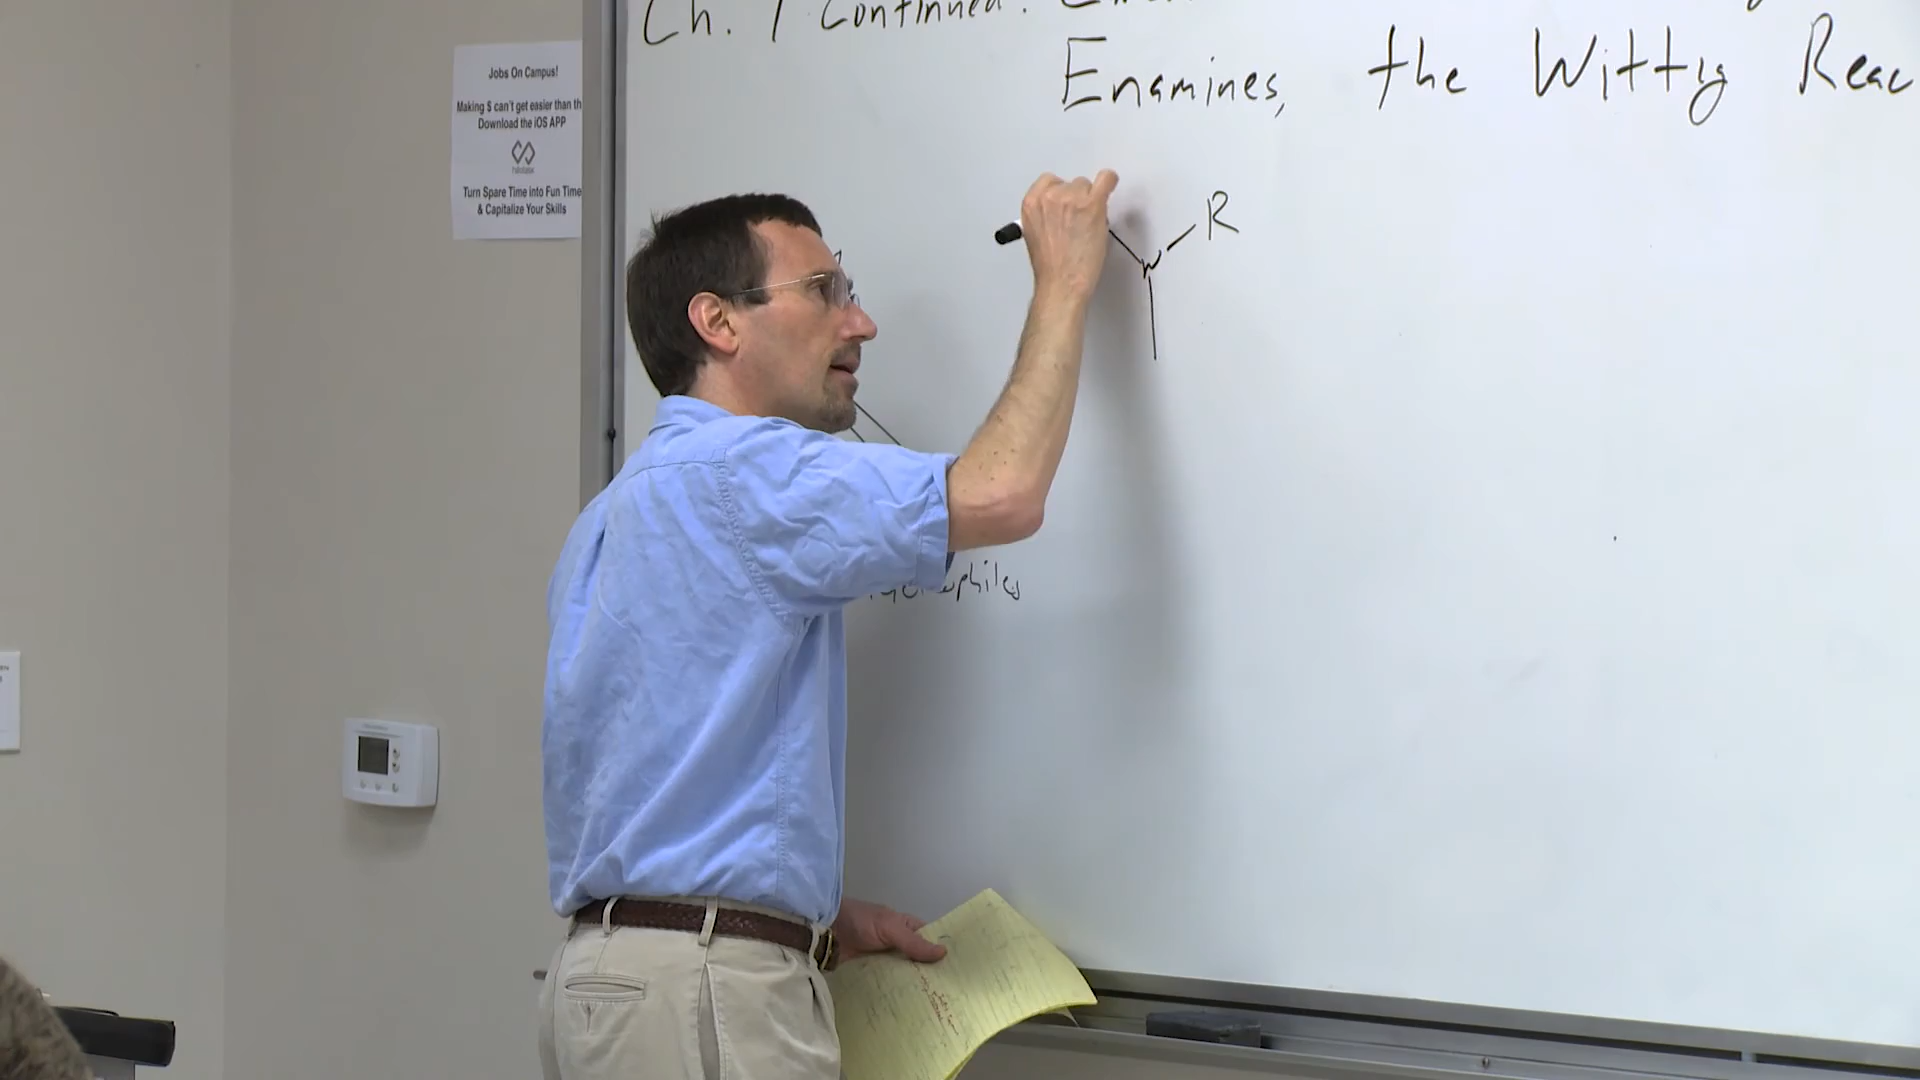 Ch. 7 Continued:
Enamines, the Wittig Reac
Jobs On Campus!
Making $ can't get easier than th
Download the iOS APP
Turn Spare Time into Fun Time
& Capitalize Your Skills
R
N